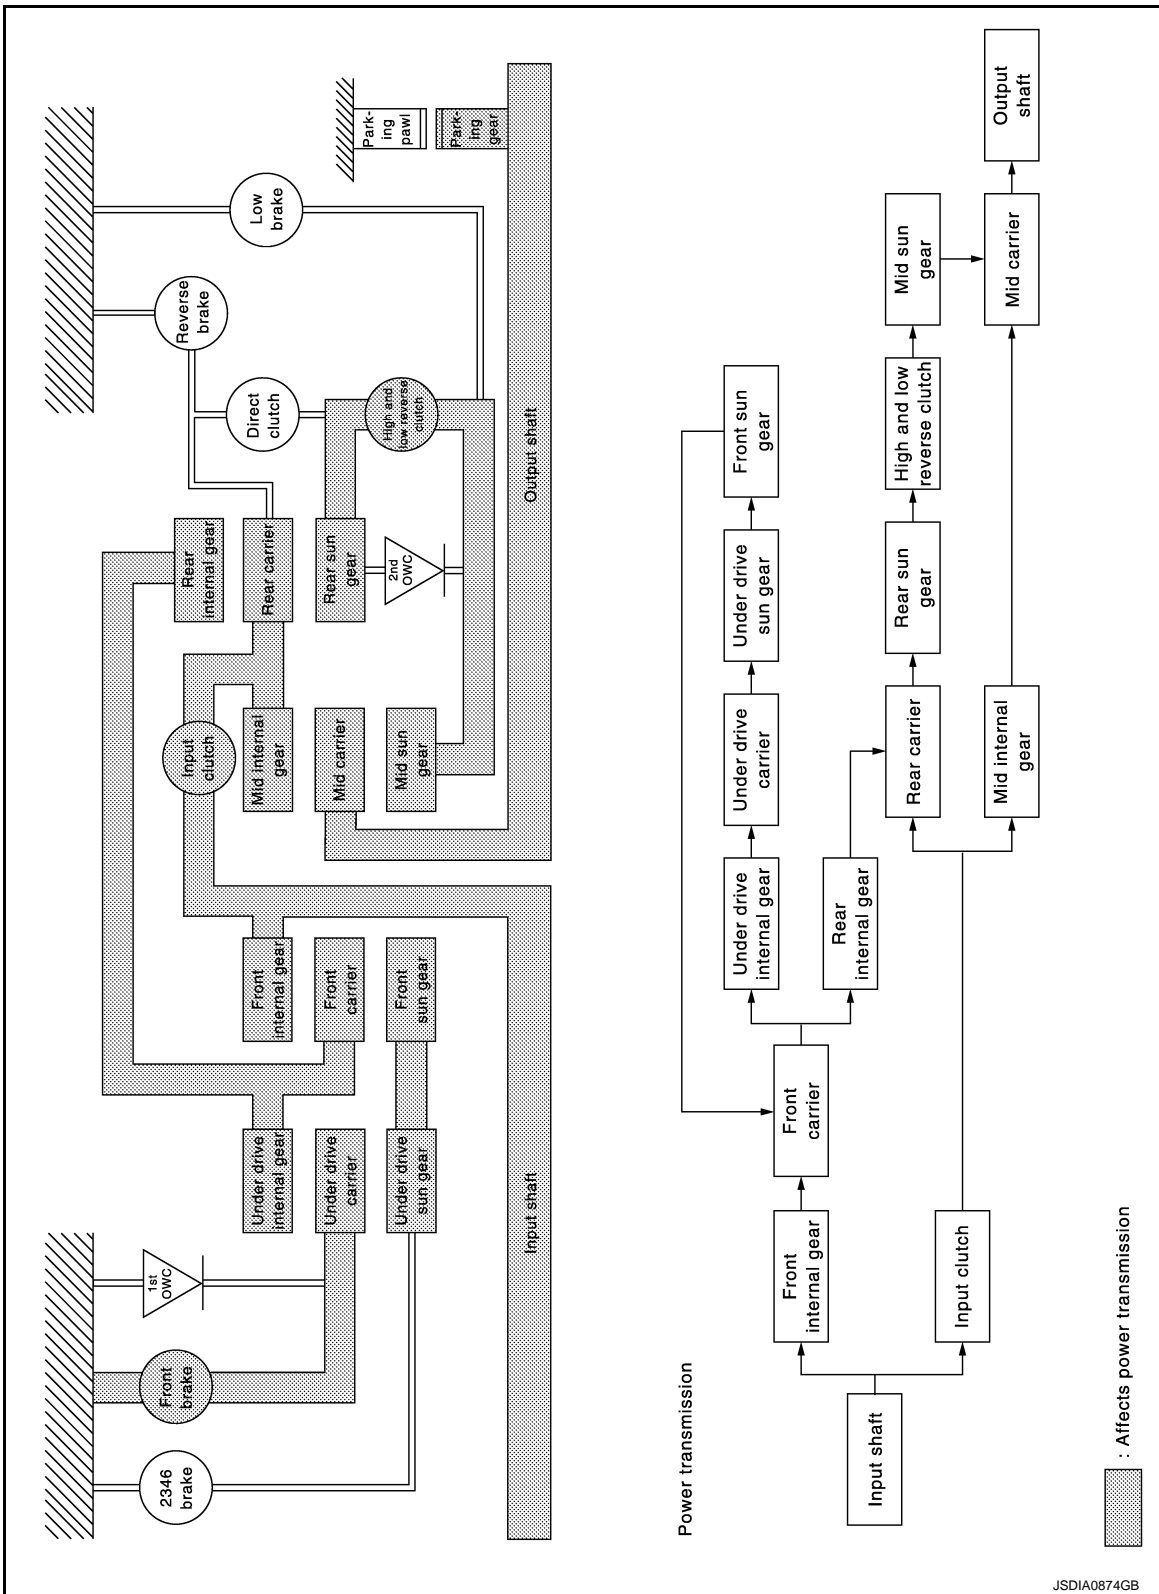 2346
brake
Front
brake
1st
OWC
Under drive
internal gear
Under drive
carrier
Under drive
sun gear
Front
internal gear
Front
carrier
Front
sun gear
Input shaft
Input
clutch
Mid internal
gear
Mid carrier
Mid sun
gear
Rear
internal gear
Rear carrier
Rear sun
gear
2nd
OWC
Direct
clutch
High and
low reverse
clutch
Reverse
brake
Low
brake
Output shaft
Park-
ing
pawl
Park-
ing
gear
Power transmission
Input shaft
Front
internal gear
Input clutch
Front
carrier
Under drive
internal gear
Under drive
carrier
Under drive
sun gear
Front sun
gear
Rear
internal gear
Rear carrier
Rear sun
gear
High and low
reverse clutch
Mid sun
gear
Mid internal
gear
Mid carrier
Output
shaft
: Affects power transmission
JSDIA0874GB